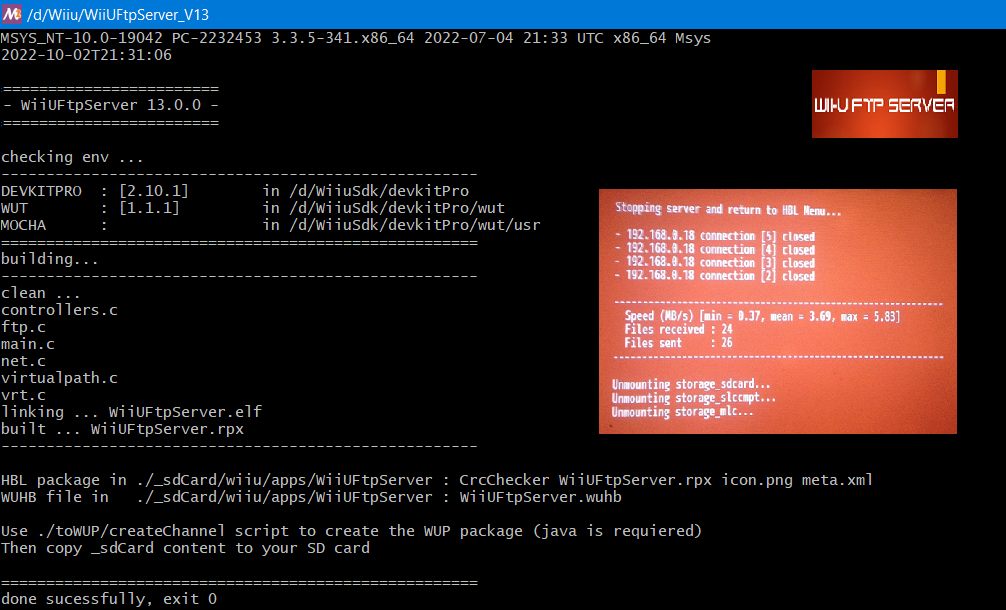 /d/Wiiu/WiiUFtpServer_V13
MSYS_NT-10.0-19042 PC-2232453 3.3.5-341.x86_64 2022-07-04 21:33 UTC x86_64 Msys
2022-10-02T21:31:06
========================
- WiiUFtpServer 13.0.0 -
========================
checking env ...
-----------------------------------------------------
DEVKITPRO  : [2.10.1]        in /d/WiiuSdk/devkitPro
WUT        : [1.1.1]         in /d/WiiuSdk/devkitPro/wut
MOCHA      :                 in /d/WiiuSdk/devkitPro/wut/usr
=====================================================
building...
-----------------------------------------------------
clean ...
controllers.c
ftp.c
main.c
net.c
virtualpath.c
vrt.c
linking ... WiiUFtpServer.elf
built ... WiiUFtpServer.rpx
-----------------------------------------------------
HBL package in ./_sdCard/wiiu/apps/WiiUFtpServer : CrcChecker WiiUFtpServer.rpx icon.png meta.xml
WUHB file in   ./_sdCard/wiiu/apps/WiiUFtpServer : WiiUFtpServer.wuhb
Use ./toWUP/createChannel script to create the WUP package (java is requiered)
Then copy _sdCard content to your SD card
=====================================================
done sucessfully, exit 0
WII-U FTP SERVER
Stopping server and return to HBL Menu...
- 192.168.0.18 connection [5] closed
- 192.168.0.18 connection [4] closed
- 192.168.0.18 connection [3] closed
- 192.168.0.18 connection [2] closed
------------------------------------------------------------
Speed (MB/s) [min = 0.37, mean = 3.69, max = 5.83]
Files received : 24
Files sent     : 26
------------------------------------------------------------
Unmounting storage_sdcard...
Unmounting storage_slccmpt...
Unmounting storage_mlc...